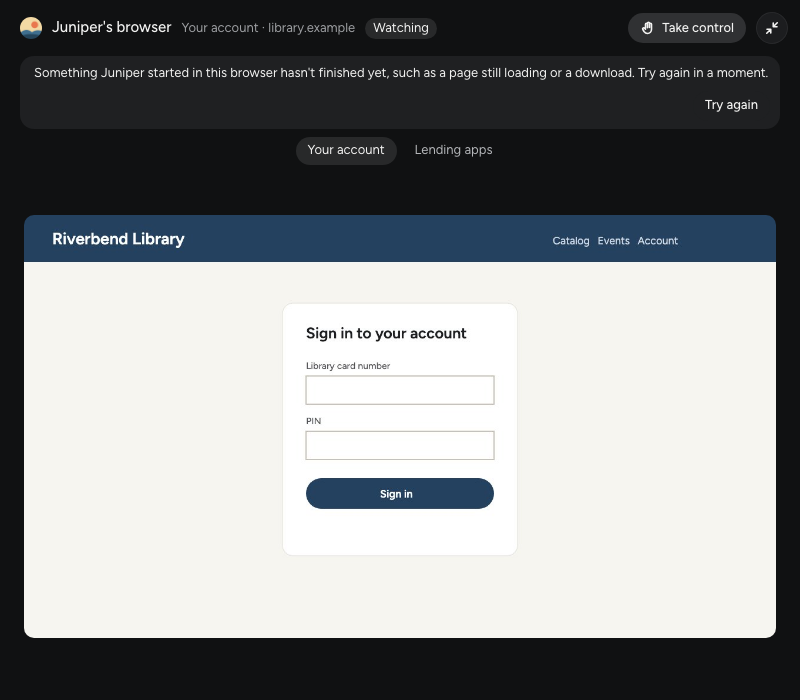 Juniper's browser Your account · library.example Watching Take control
Something Juniper started in this browser hasn't finished yet, such as a page still loading or a download. Try again in a moment.
Try again
Your account Lending apps
Riverbend Library Catalog Events Account
Sign in to your account
Library card number
PIN
Sign in